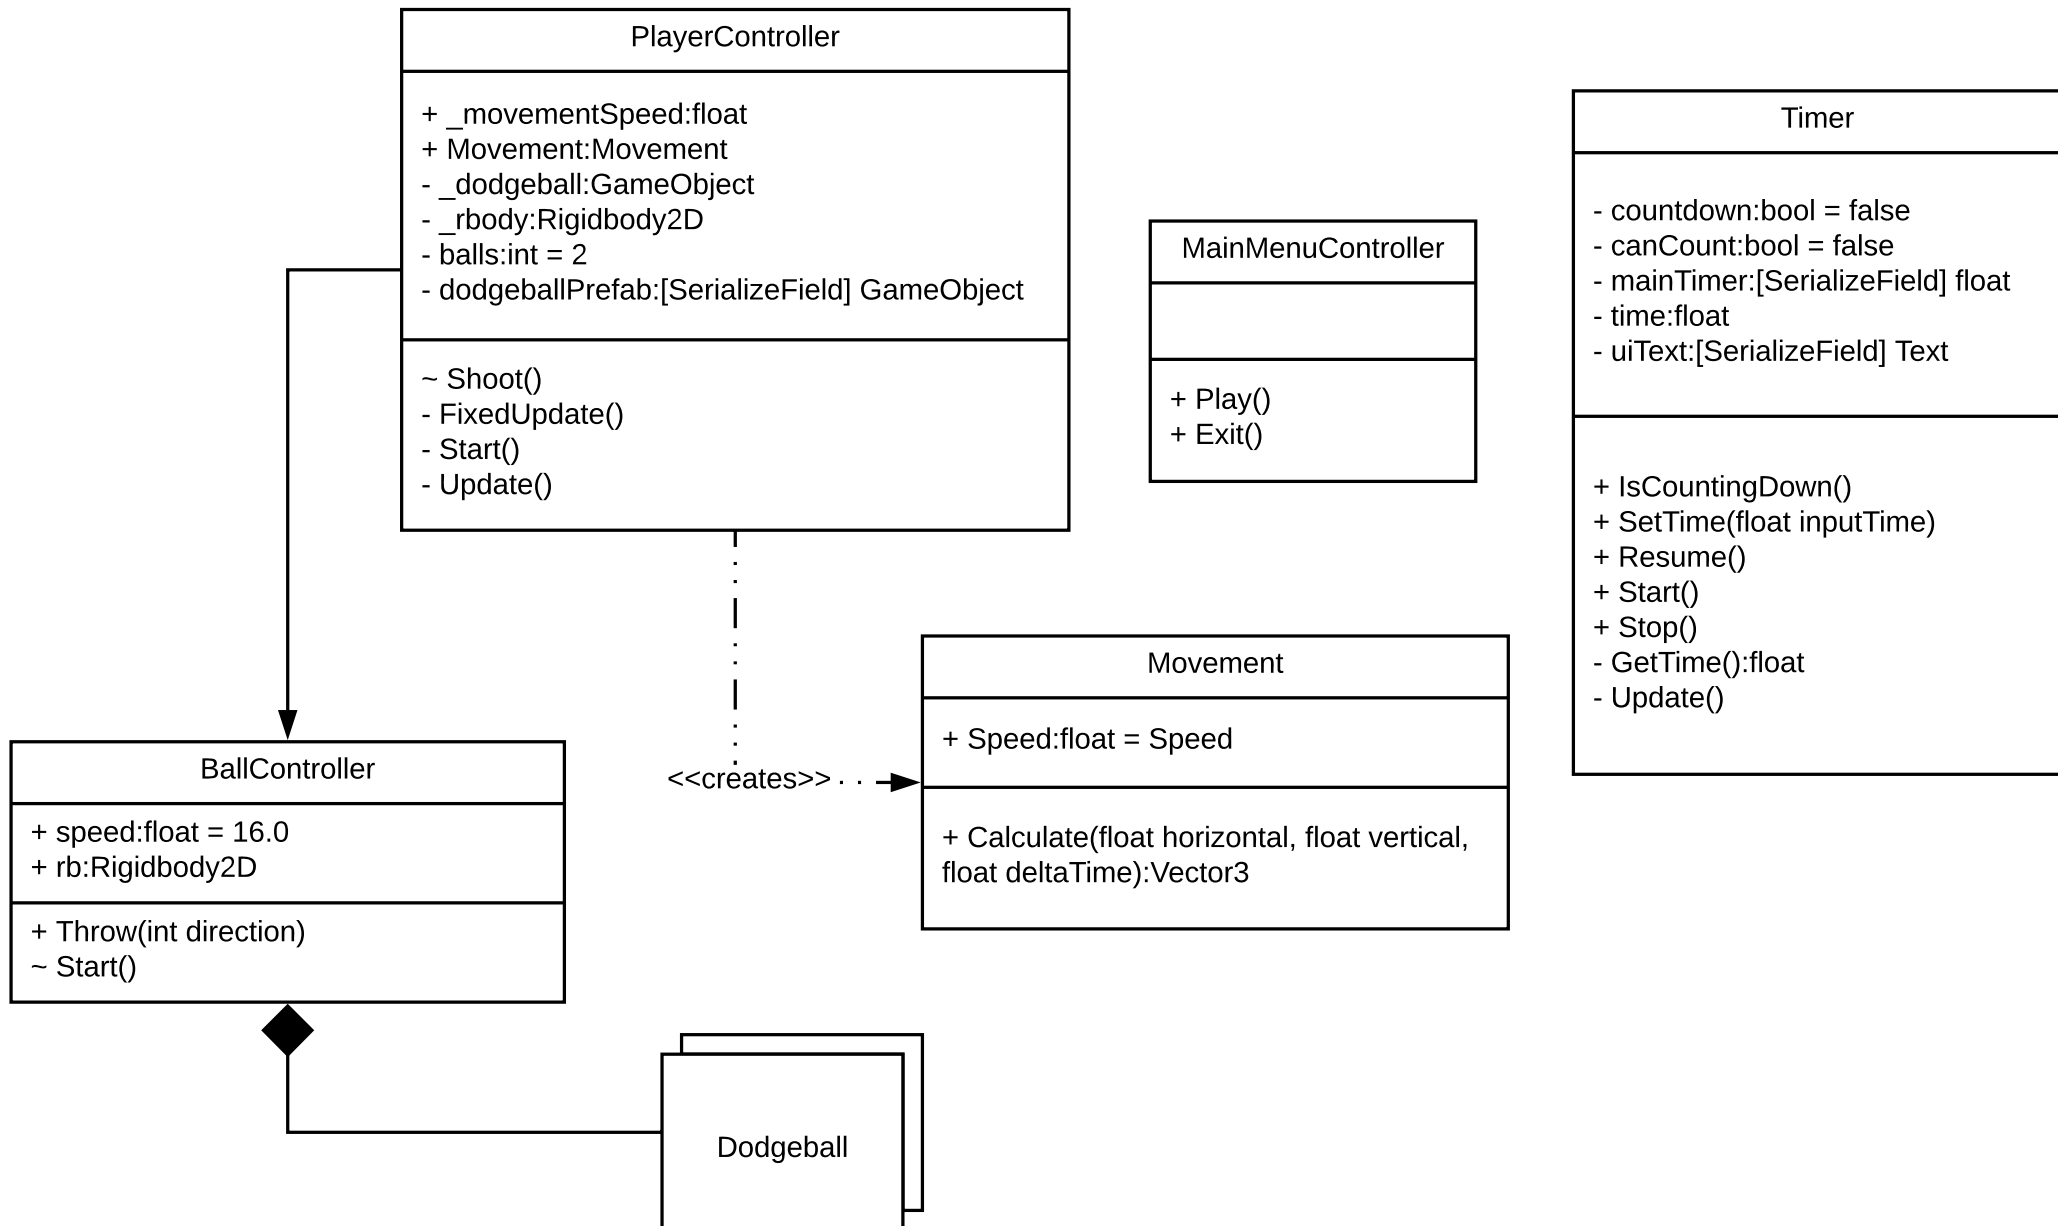 PlayerController
+ _movementSpeed:float
+ Movement:Movement
- _dodgeball:GameObject
- _rbody:Rigidbody2D
- balls:int = 2
- dodgeballPrefab:[SerializeField] GameObject
~ Shoot()
- FixedUpdate()
- Start()
- Update()
MainMenuController
+ Play()
+ Exit()
Timer
- countdown:bool = false
- canCount:bool = false
- mainTimer:[SerializeField] float
- time:float
- uiText:[SerializeField] Text
+ IsCountingDown()
+ SetTime(float inputTime)
+ Resume()
+ Start()
+ Stop()
- GetTime():float
- Update()
<<creates>>
Movement
+ Speed:float = Speed
+ Calculate(float horizontal, float vertical,
float deltaTime):Vector3
BallController
+ speed:float = 16.0
+ rb:Rigidbody2D
+ Throw(int direction)
~ Start()
Dodgeball